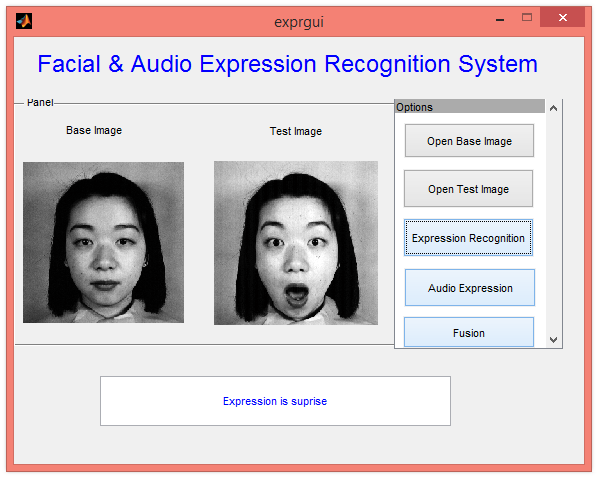 exprgui
Facial & Audio Expression Recognition System
Panel
Base Image
Test Image
Options
Open Base Image
Open Test Image
Expression Recognition
Audio Expression
Fusion
Expression is suprise